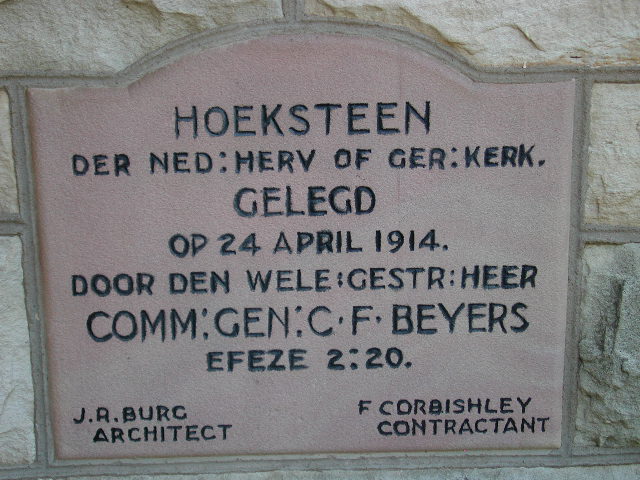 HOEKSTEEN
DER NED:HERV OF GER:KERK.
GELEGD
OP 24 APRIL 1914.
DOOR DEN WELE:GESTR:HEER
COMM:GEN:C·F·BEYERS
EFEZE 2:20.
J.R.BURG
ARCHITECT
F CORBISHLEY
CONTRACTANT